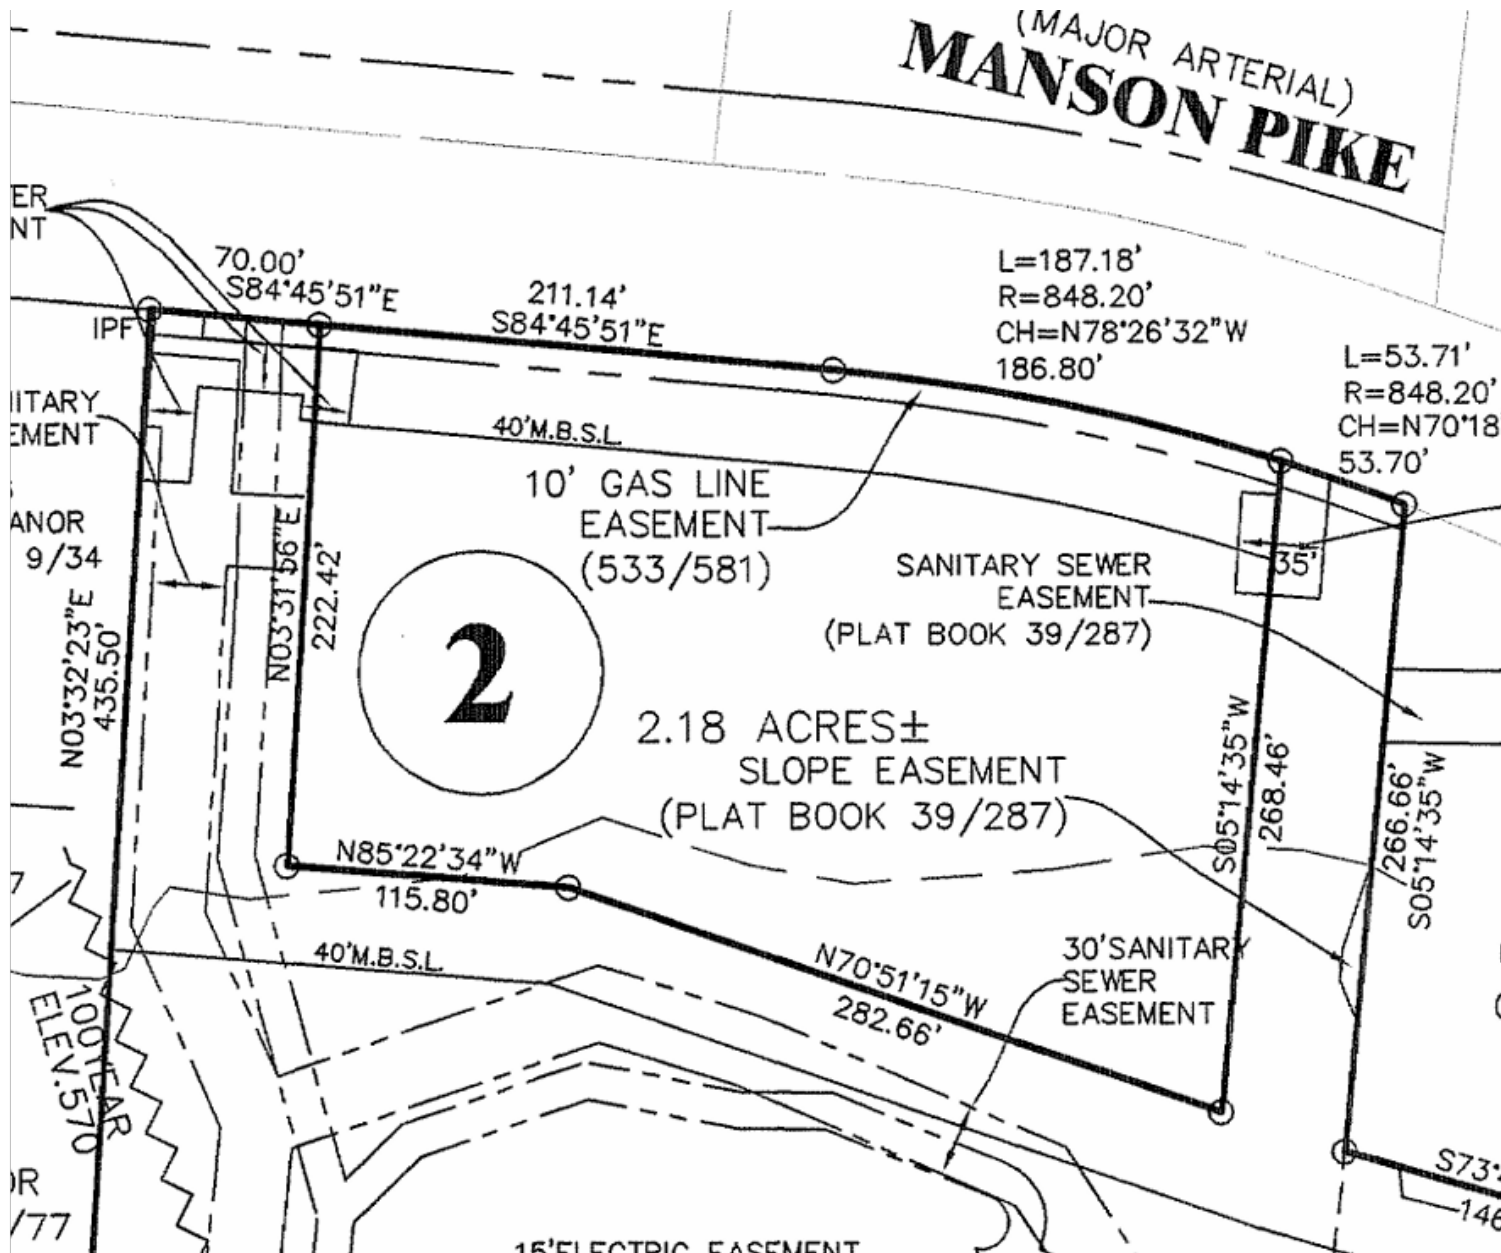 (MAJOR ARTERIAL)
MANSON PIKE
ER
NT
70.00'
S84°45'51"E
IPF
211.14'
S84°45'51"E
L=187.18'
R=848.20'
CH=N78°26'32"W
186.80'
L=53.71'
R=848.20'
CH=N70°18
53.70'
ITARY
EMENT
40'M.B.S.L.
10' GAS LINE
EASEMENT
(533/581)
ANOR
9/34
N03°32'23"E
435.50'
N03°31'56"E
222.42'
2
35'
SANITARY SEWER
EASEMENT
(PLAT BOOK 39/287)
2.18 ACRES±
SLOPE EASEMENT
(PLAT BOOK 39/287)
S05°14'35"W
268.46'
266.66'
S05°14'35"W
7
N85°22'34"W
115.80'
40'M.B.S.L.
N70°51'15"W
282.66'
30'SANITARY
SEWER
EASEMENT
100YEAR
ELEV.570
OR
/77
S73°
146
15'ELECTRIC EASEMENT